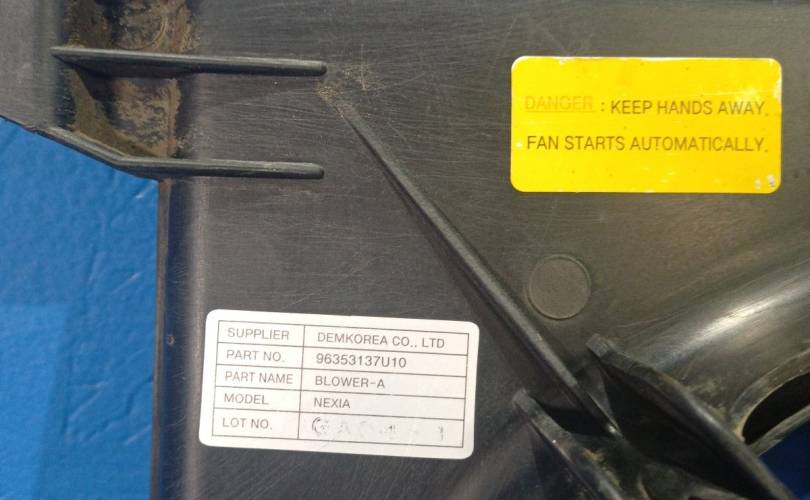 DANGER : KEEP HANDS AWAY.
FAN STARTS AUTOMATICALLY.
SUPPLIER DEMKOREA CO., LTD
PART NO. 96353137U10
PART NAME BLOWER-A
MODEL NEXIA
LOT NO.